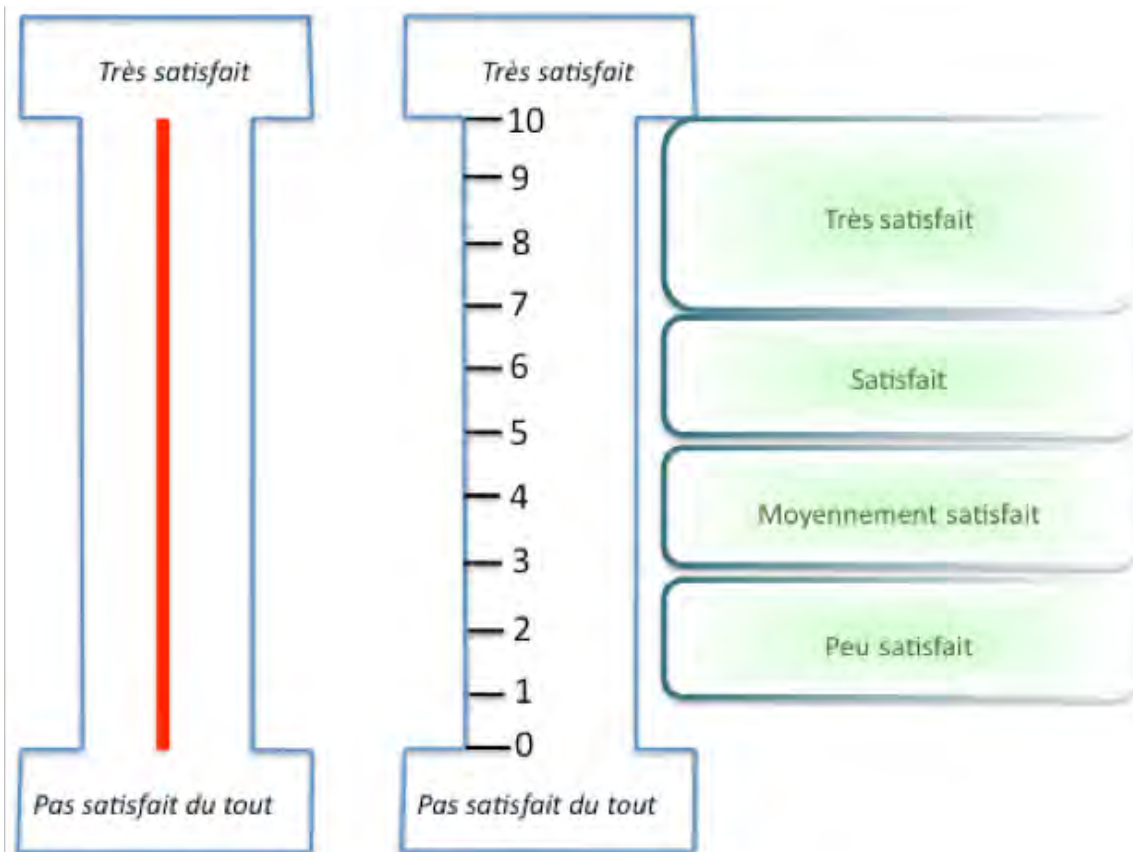 Très satisfait
Pas satisfait du tout
Très satisfait
10
9
8
7
6
5
4
3
2
1
0
Pas satisfait du tout
Très satisfait
Satisfait
Moyennement satisfait
Peu satisfait